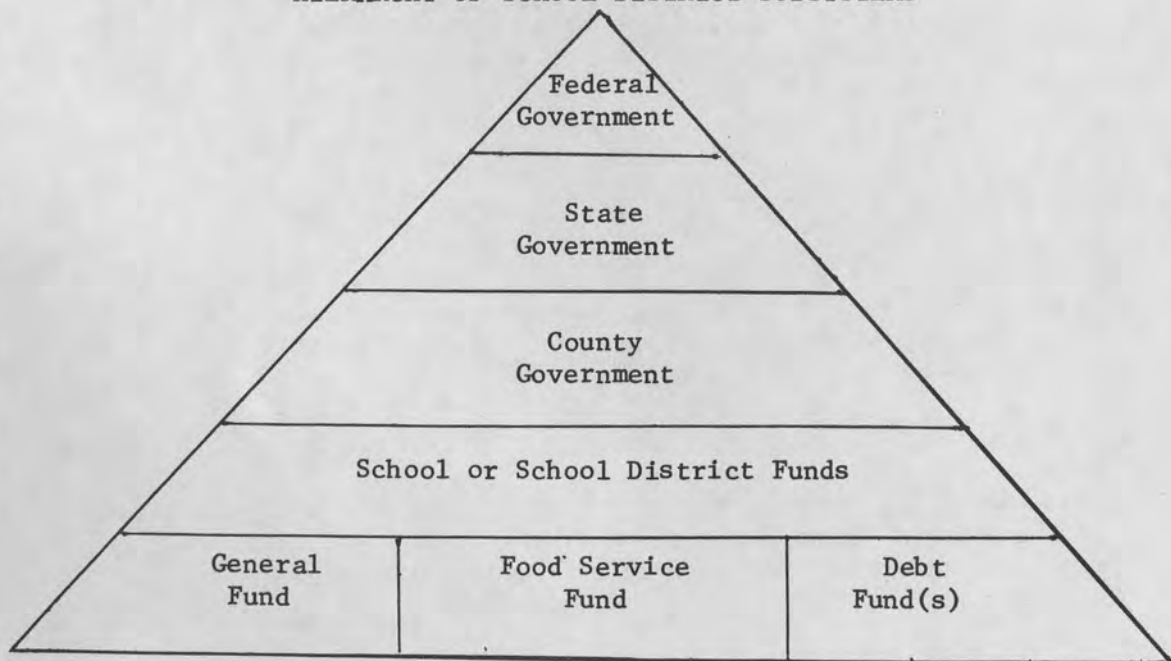 Federal
Government
State
Government
County
Government
School or School District Funds
General
Fund
Food Service
Fund
Debt
Fund(s)